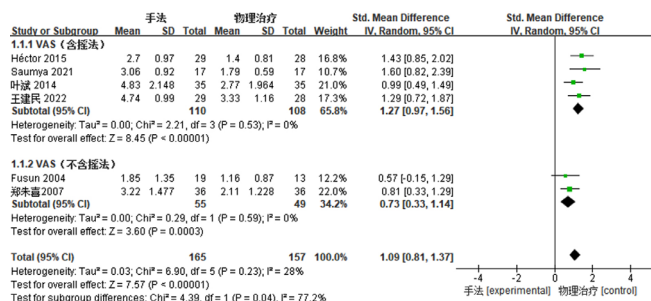 手法 物理治疗 Std. Mean Difference Std. Mean Difference
Study or Subgroup Mean SD Total Mean SD Total Weight IV, Random, 95% CI IV, Random, 95% CI
1.1.1 VAS（含摇法）
Héctor 2015 2.7 0.97 29 1.4 0.81 28 16.8% 1.43 [0.85, 2.02]
Saumya 2021 3.06 0.92 17 1.79 0.59 17 9.9% 1.60 [0.82, 2.39]
叶斌 2014 4.83 2.148 35 2.77 1.964 35 21.9% 0.99 [0.49, 1.49]
王建民 2022 4.74 0.99 29 3.33 1.16 28 17.2% 1.29 [0.72, 1.87]
Subtotal (95% CI) 110 108 65.8% 1.27 [0.97, 1.56]
Heterogeneity: Tau² = 0.00; Chi² = 2.21, df = 3 (P = 0.53); I² = 0%
Test for overall effect: Z = 8.45 (P < 0.00001)
1.1.2 VAS（不含摇法）
Fusun 2004 1.85 1.35 19 1.16 0.87 13 12.2% 0.57 [-0.15, 1.29]
郑朱喜2007 3.22 1.477 36 2.11 1.228 36 22.0% 0.81 [0.33, 1.29]
Subtotal (95% CI) 55 49 34.2% 0.73 [0.33, 1.14]
Heterogeneity: Tau² = 0.00; Chi² = 0.29, df = 1 (P = 0.59); I² = 0%
Test for overall effect: Z = 3.60 (P = 0.0003)
Total (95% CI) 165 157 100.0% 1.09 [0.81, 1.37]
Heterogeneity: Tau² = 0.03; Chi² = 6.90, df = 5 (P = 0.23); I² = 28%
Test for overall effect: Z = 7.57 (P < 0.00001)
Test for subgroup differences: Chi² = 4.39, df = 1 (P = 0.04), I² = 77.2%
-4 -2 0 2 4
手法 [experimental] 物理治疗 [control]